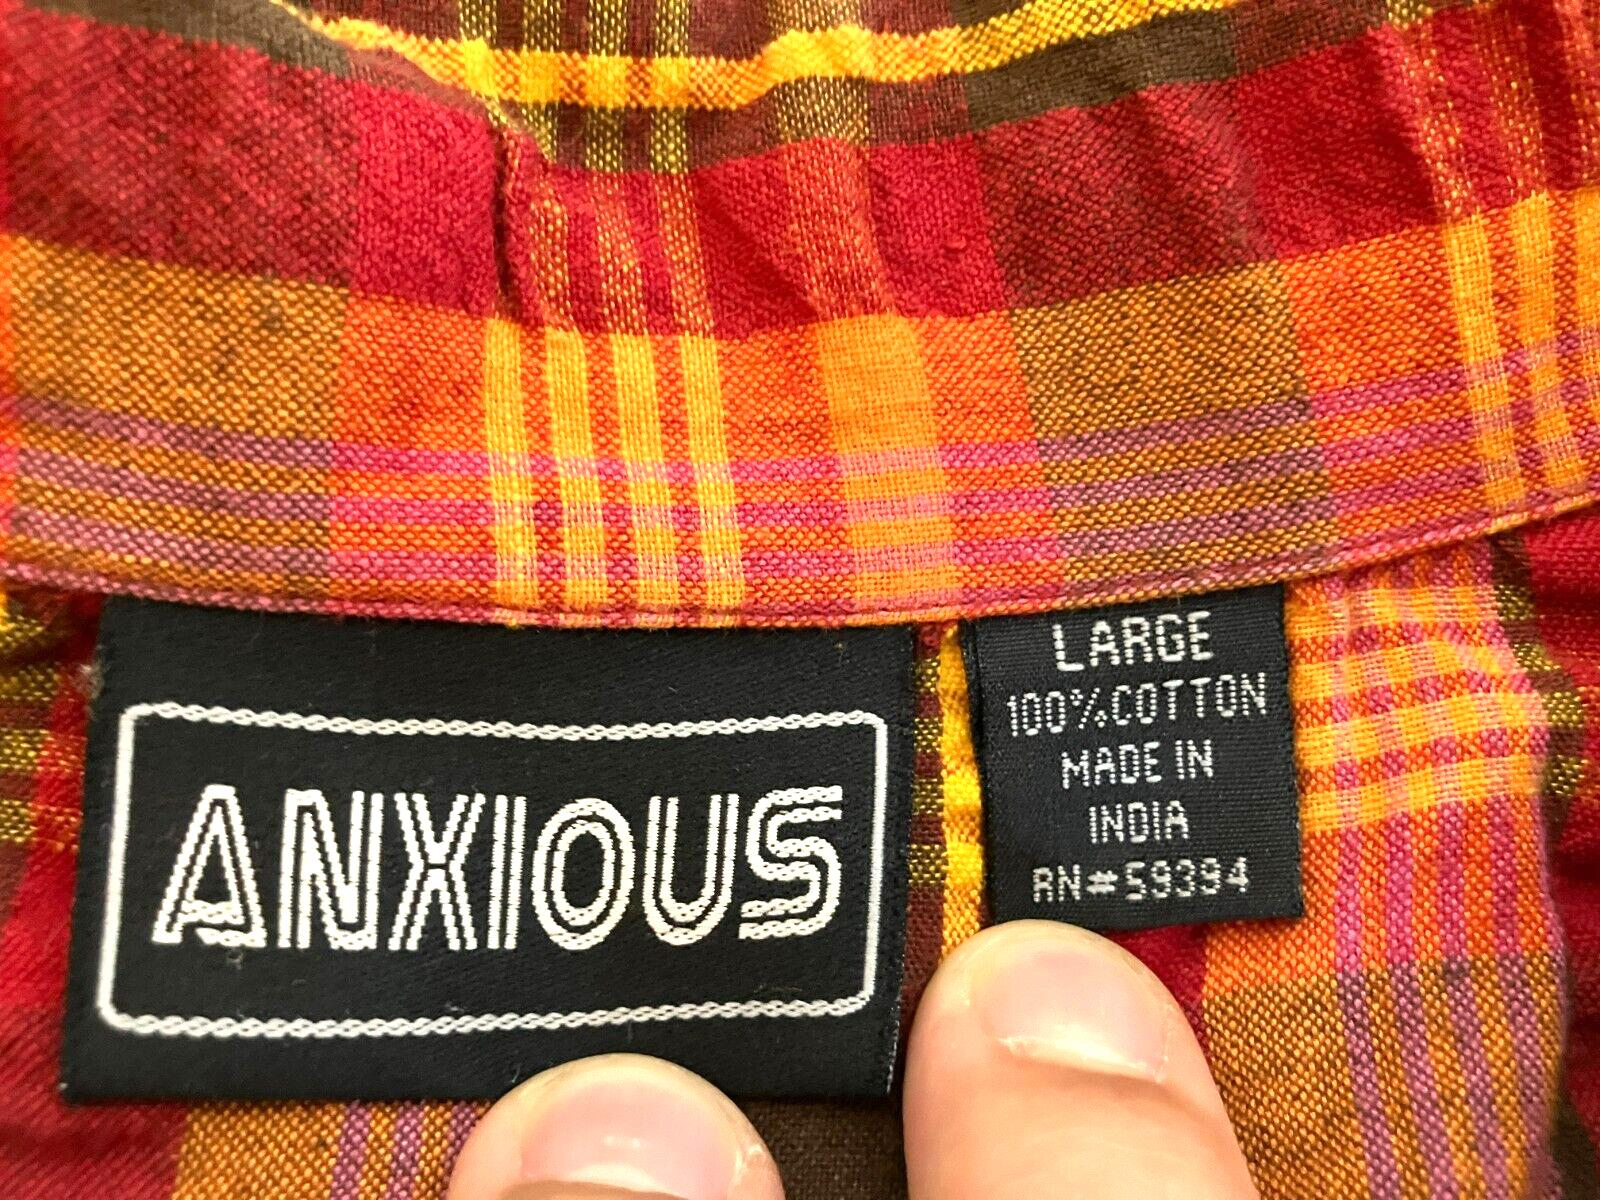 ANXIOUS
LARGE
100% COTTON
MADE IN
INDIA
RN#59394